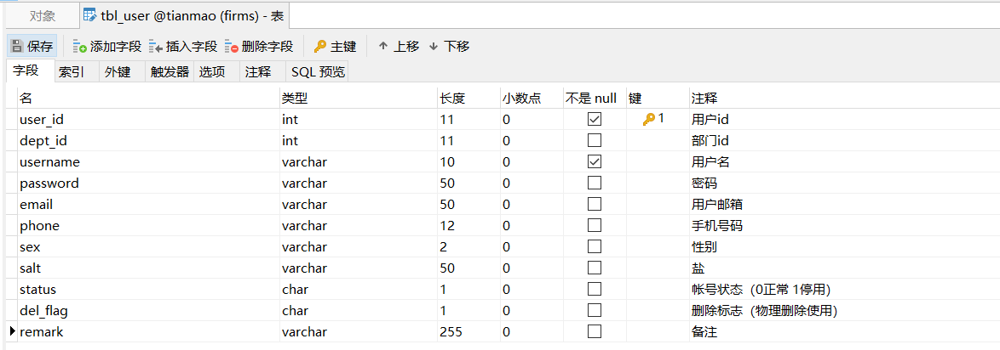 对象 tbl_user @tianmao (firms) - 表
保存 添加字段 插入字段 删除字段 主键 上移 下移
字段 索引 外键 触发器 选项 注释 SQL 预览
名 类型 长度 小数点 不是 null 键 注释
user_id int 11 0 1 用户id
dept_id int 11 0 部门id
username varchar 10 0 用户名
password varchar 50 0 密码
email varchar 50 0 用户邮箱
phone varchar 12 0 手机号码
sex varchar 2 0 性别
salt varchar 50 0 盐
status char 1 0 帐号状态（0正常 1停用）
del_flag char 1 0 删除标志（物理删除使用）
remark varchar 255 0 备注